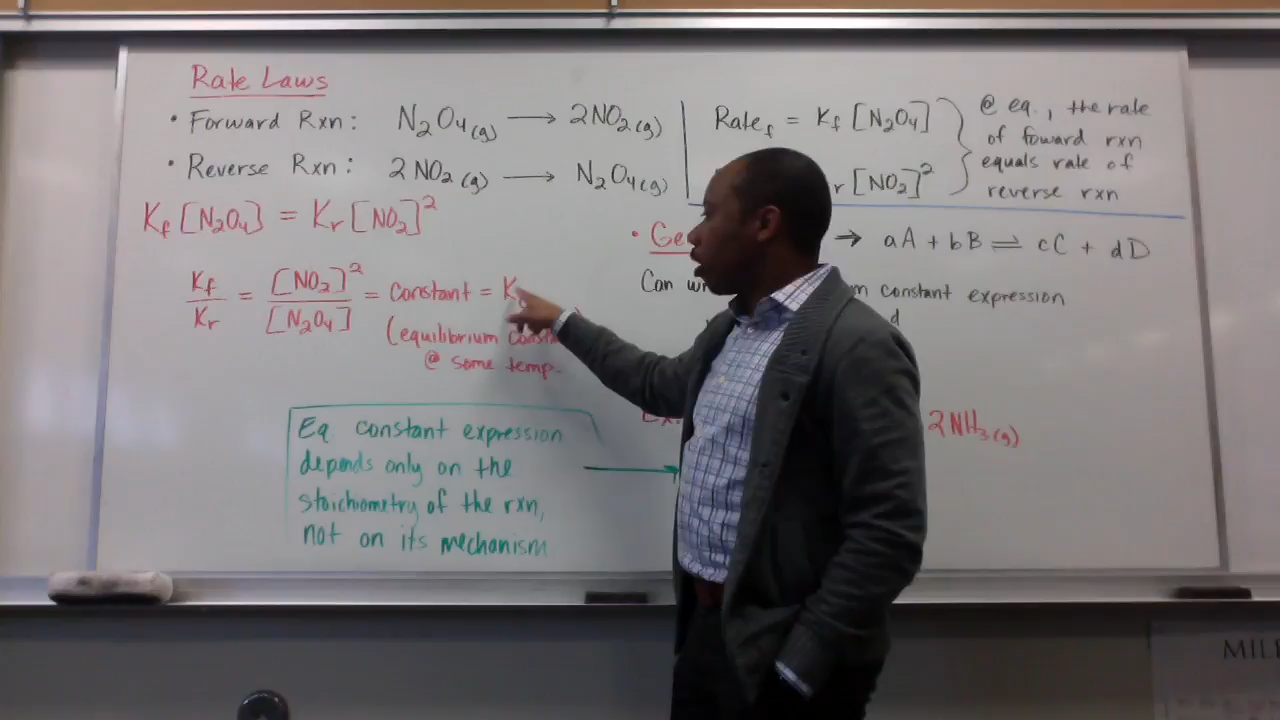 Rate Laws
• Forward Rxn: N₂O₄(g) → 2NO₂(g)
• Reverse Rxn: 2NO₂(g) → N₂O₄(g)
Kf [N₂O₄] = Kr [NO₂]²
Kf/Kr = [NO₂]²/[N₂O₄] = Constant = K
(equilibrium
@ some temp.
Eq constant expression
depends only on the
stoichiometry of the rxn,
not on its mechanism
Ratef = Kf [N₂O₄]
r [NO₂]²
@ eq., the rate
of foward rxn
equals rate of
reverse rxn
• → aA + bB ⇌ cC + dD
Can constant expression
Ex:
2NH₃(g)
MIL